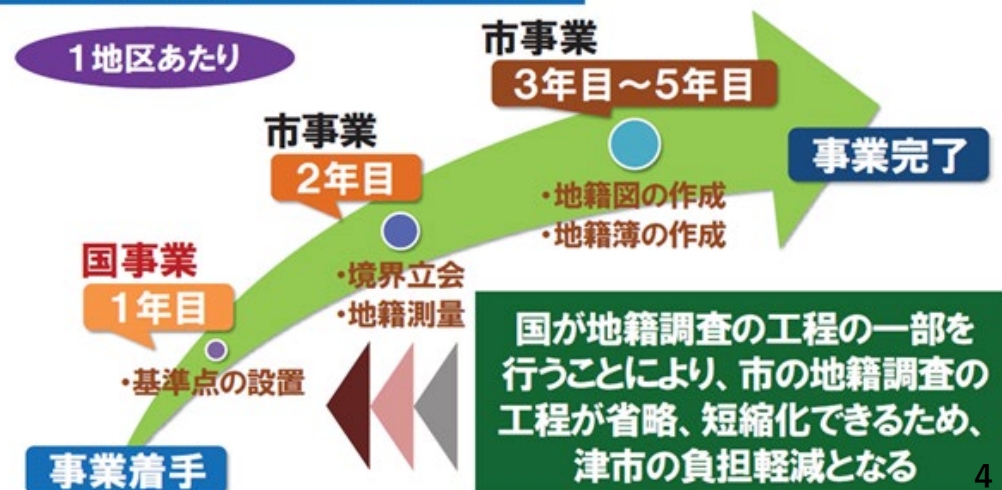 1地区あたり
市事業
3年目～5年目
市事業
2年目
事業完了
・地籍図の作成
・地籍簿の作成
国事業
1年目
・境界立会
・地籍測量
・基準点の設置
国が地籍調査の工程の一部を
行うことにより、市の地籍調査の
工程が省略、短縮化できるため、
津市の負担軽減となる
事業着手
4